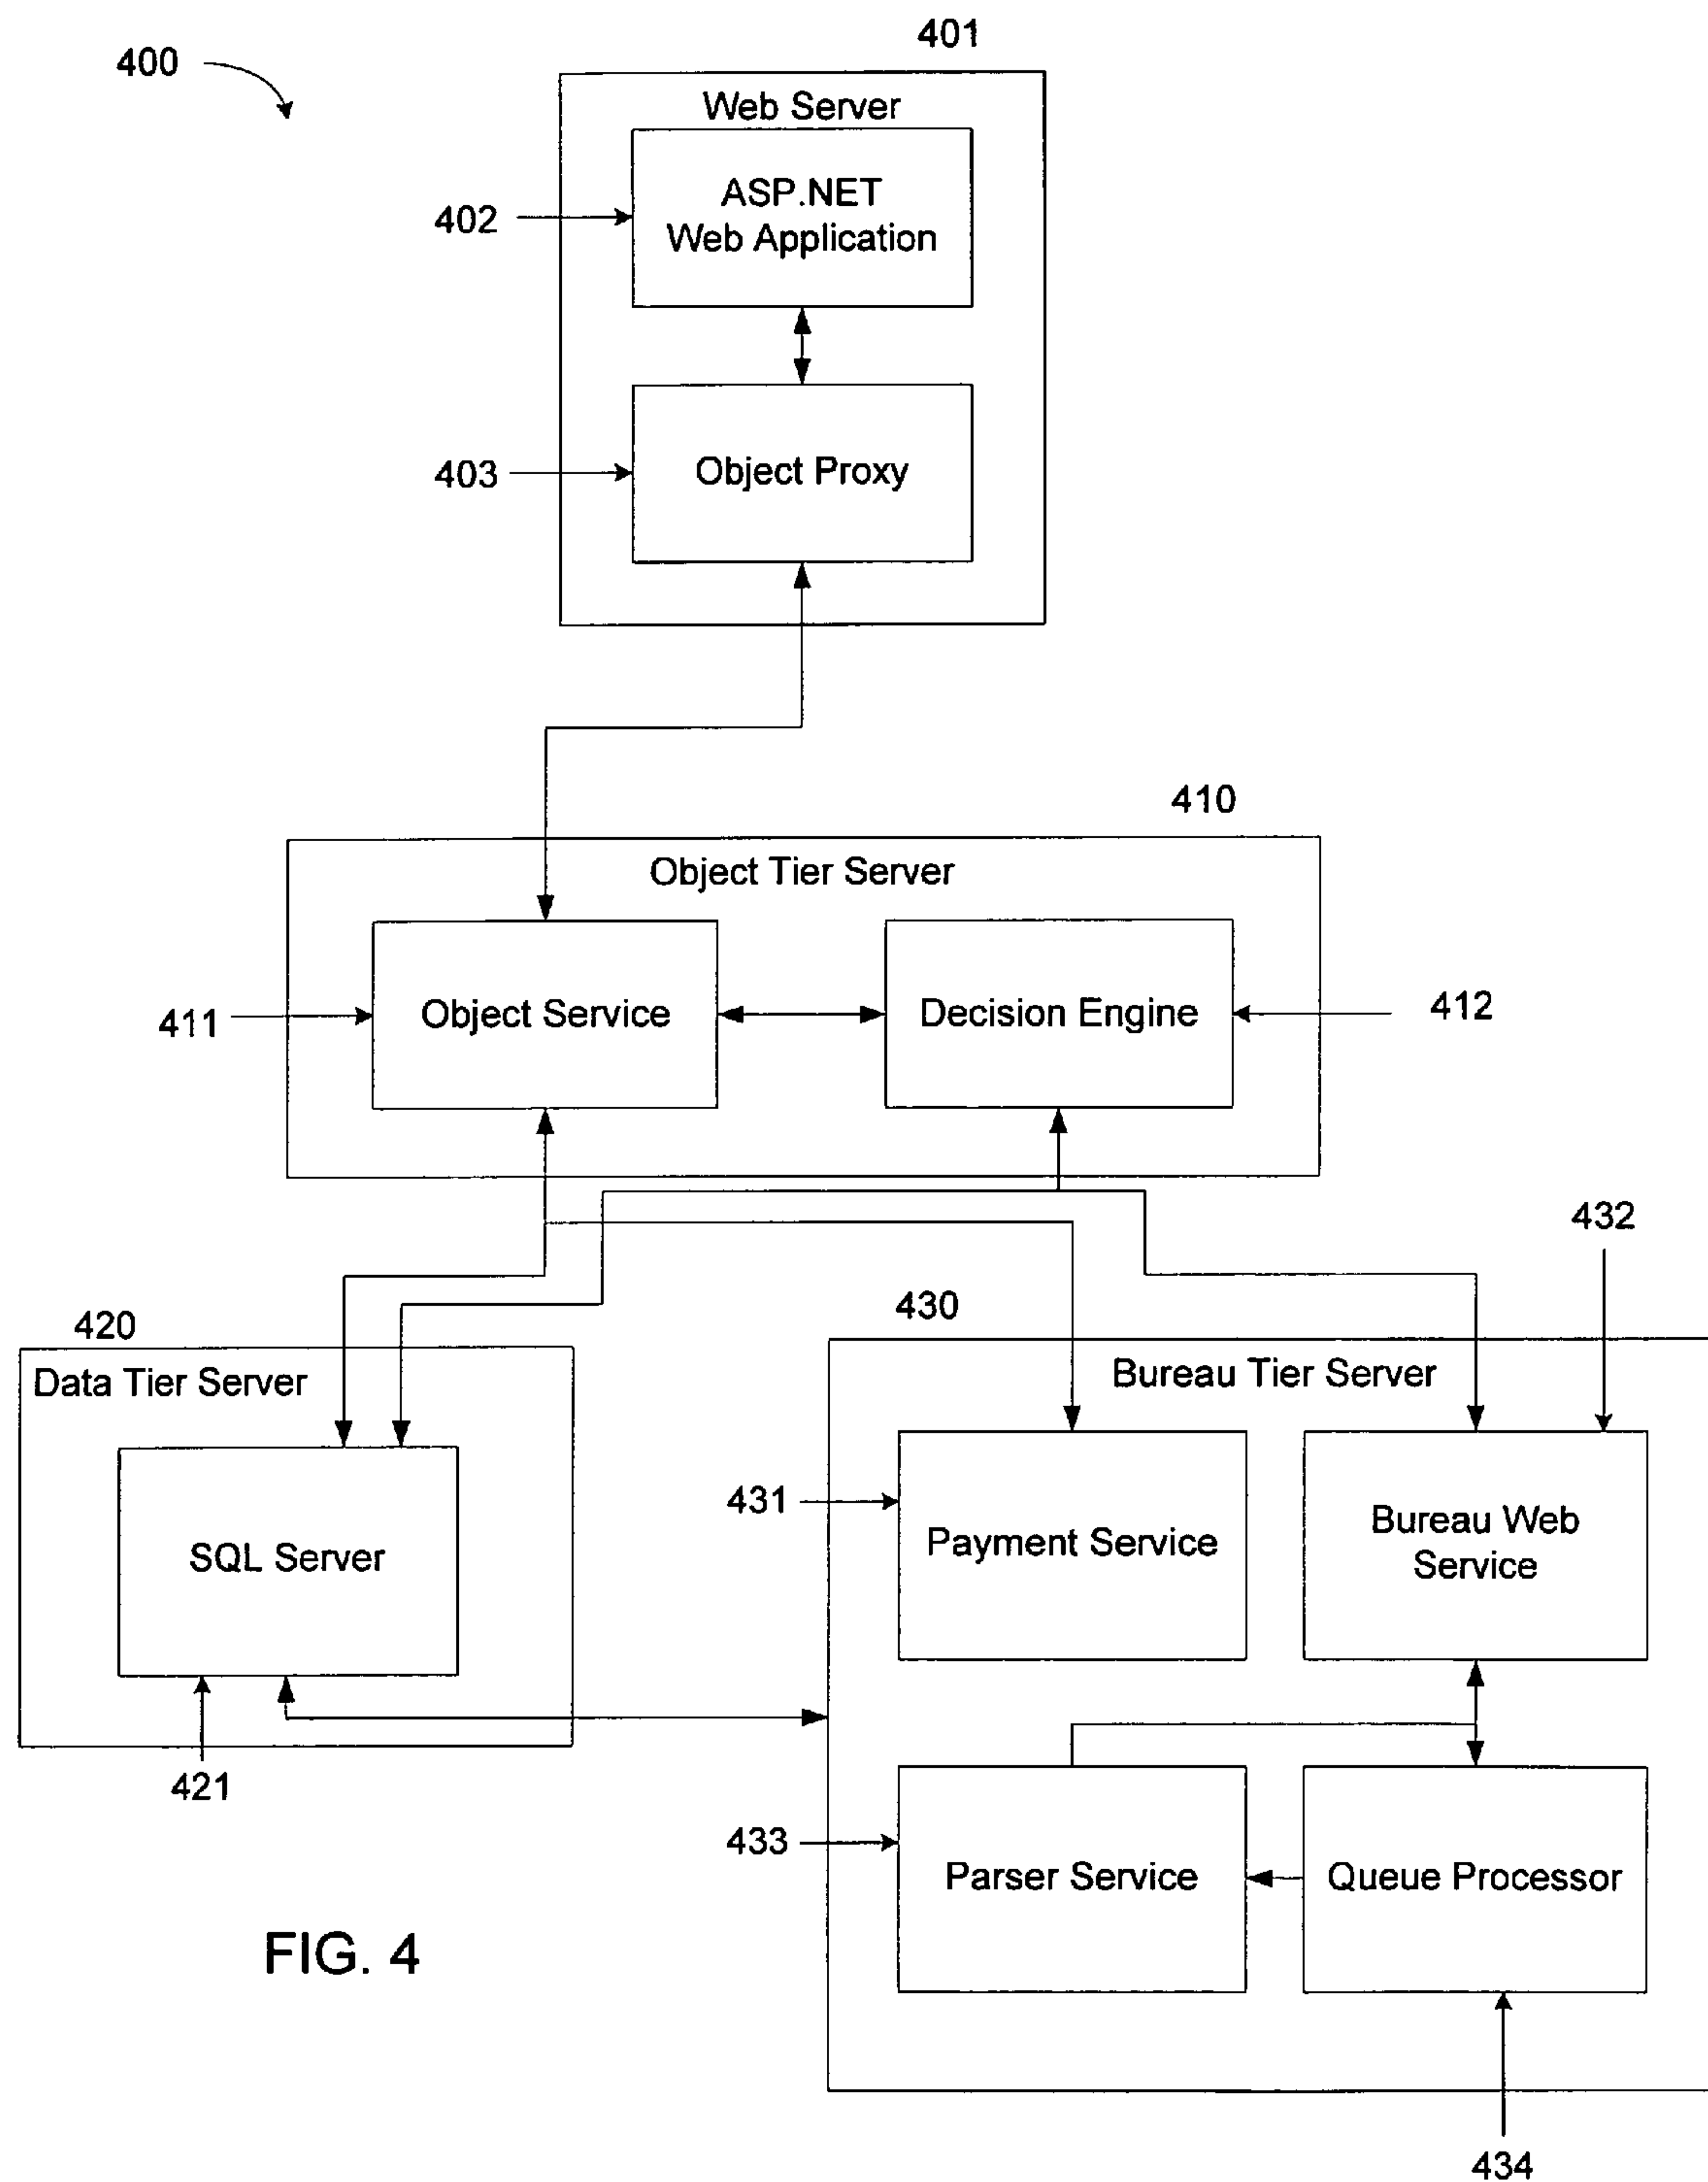 401
400
Web Server
ASP.NET
Web Application
402
Object Proxy
403
410
Object Tier Server
Object Service
Decision Engine
411
412
432
420
430
Data Tier Server
Bureau Tier Server
431
SQL Server
Payment Service
Bureau Web
Service
421
433
Parser Service
Queue Processor
FIG. 4
434